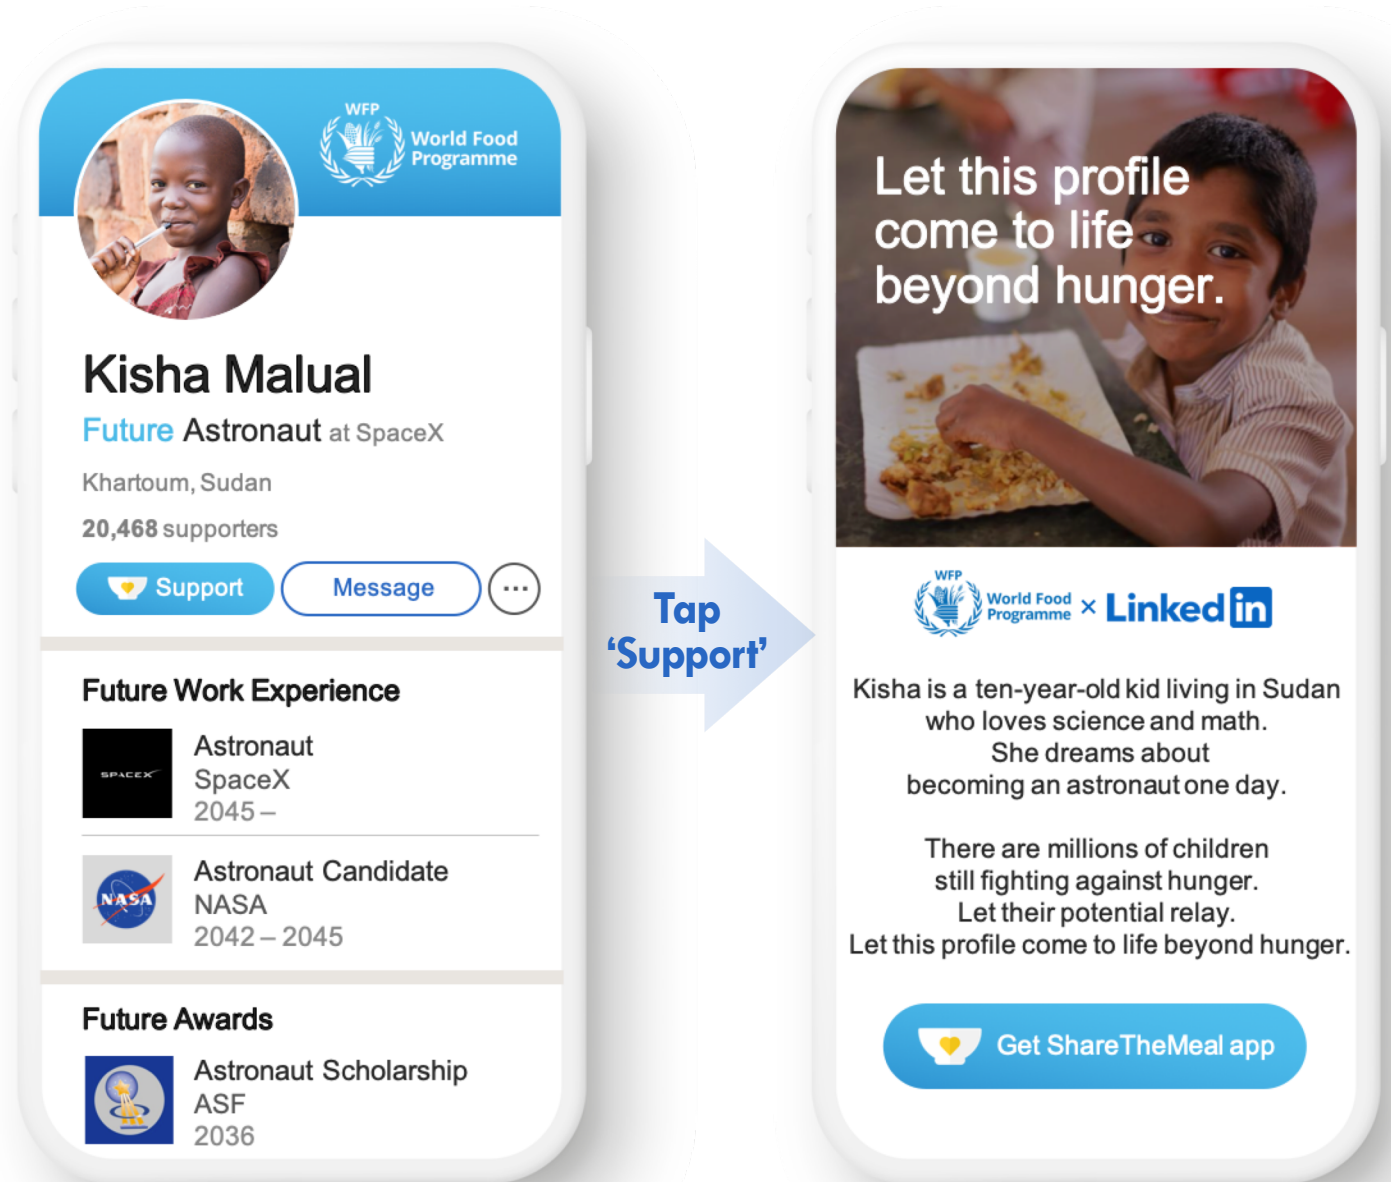 WFP
World Food
Programme
Kisha Malual
Future Astronaut at SpaceX
Khartoum, Sudan
20,468 supporters
Support
Message
...
Future Work Experience
SPACEX
Astronaut
SpaceX
2045 –
NASA
Astronaut Candidate
NASA
2042 – 2045
Future Awards
Astronaut Scholarship
ASF
2036
Tap
‘Support’
Let this profile
come to life
beyond hunger.
WFP
World Food
Programme
× Linked in
Kisha is a ten-year-old kid living in Sudan
who loves science and math.
She dreams about
becoming an astronaut one day.
There are millions of children
still fighting against hunger.
Let their potential relay.
Let this profile come to life beyond hunger.
Get ShareTheMeal app